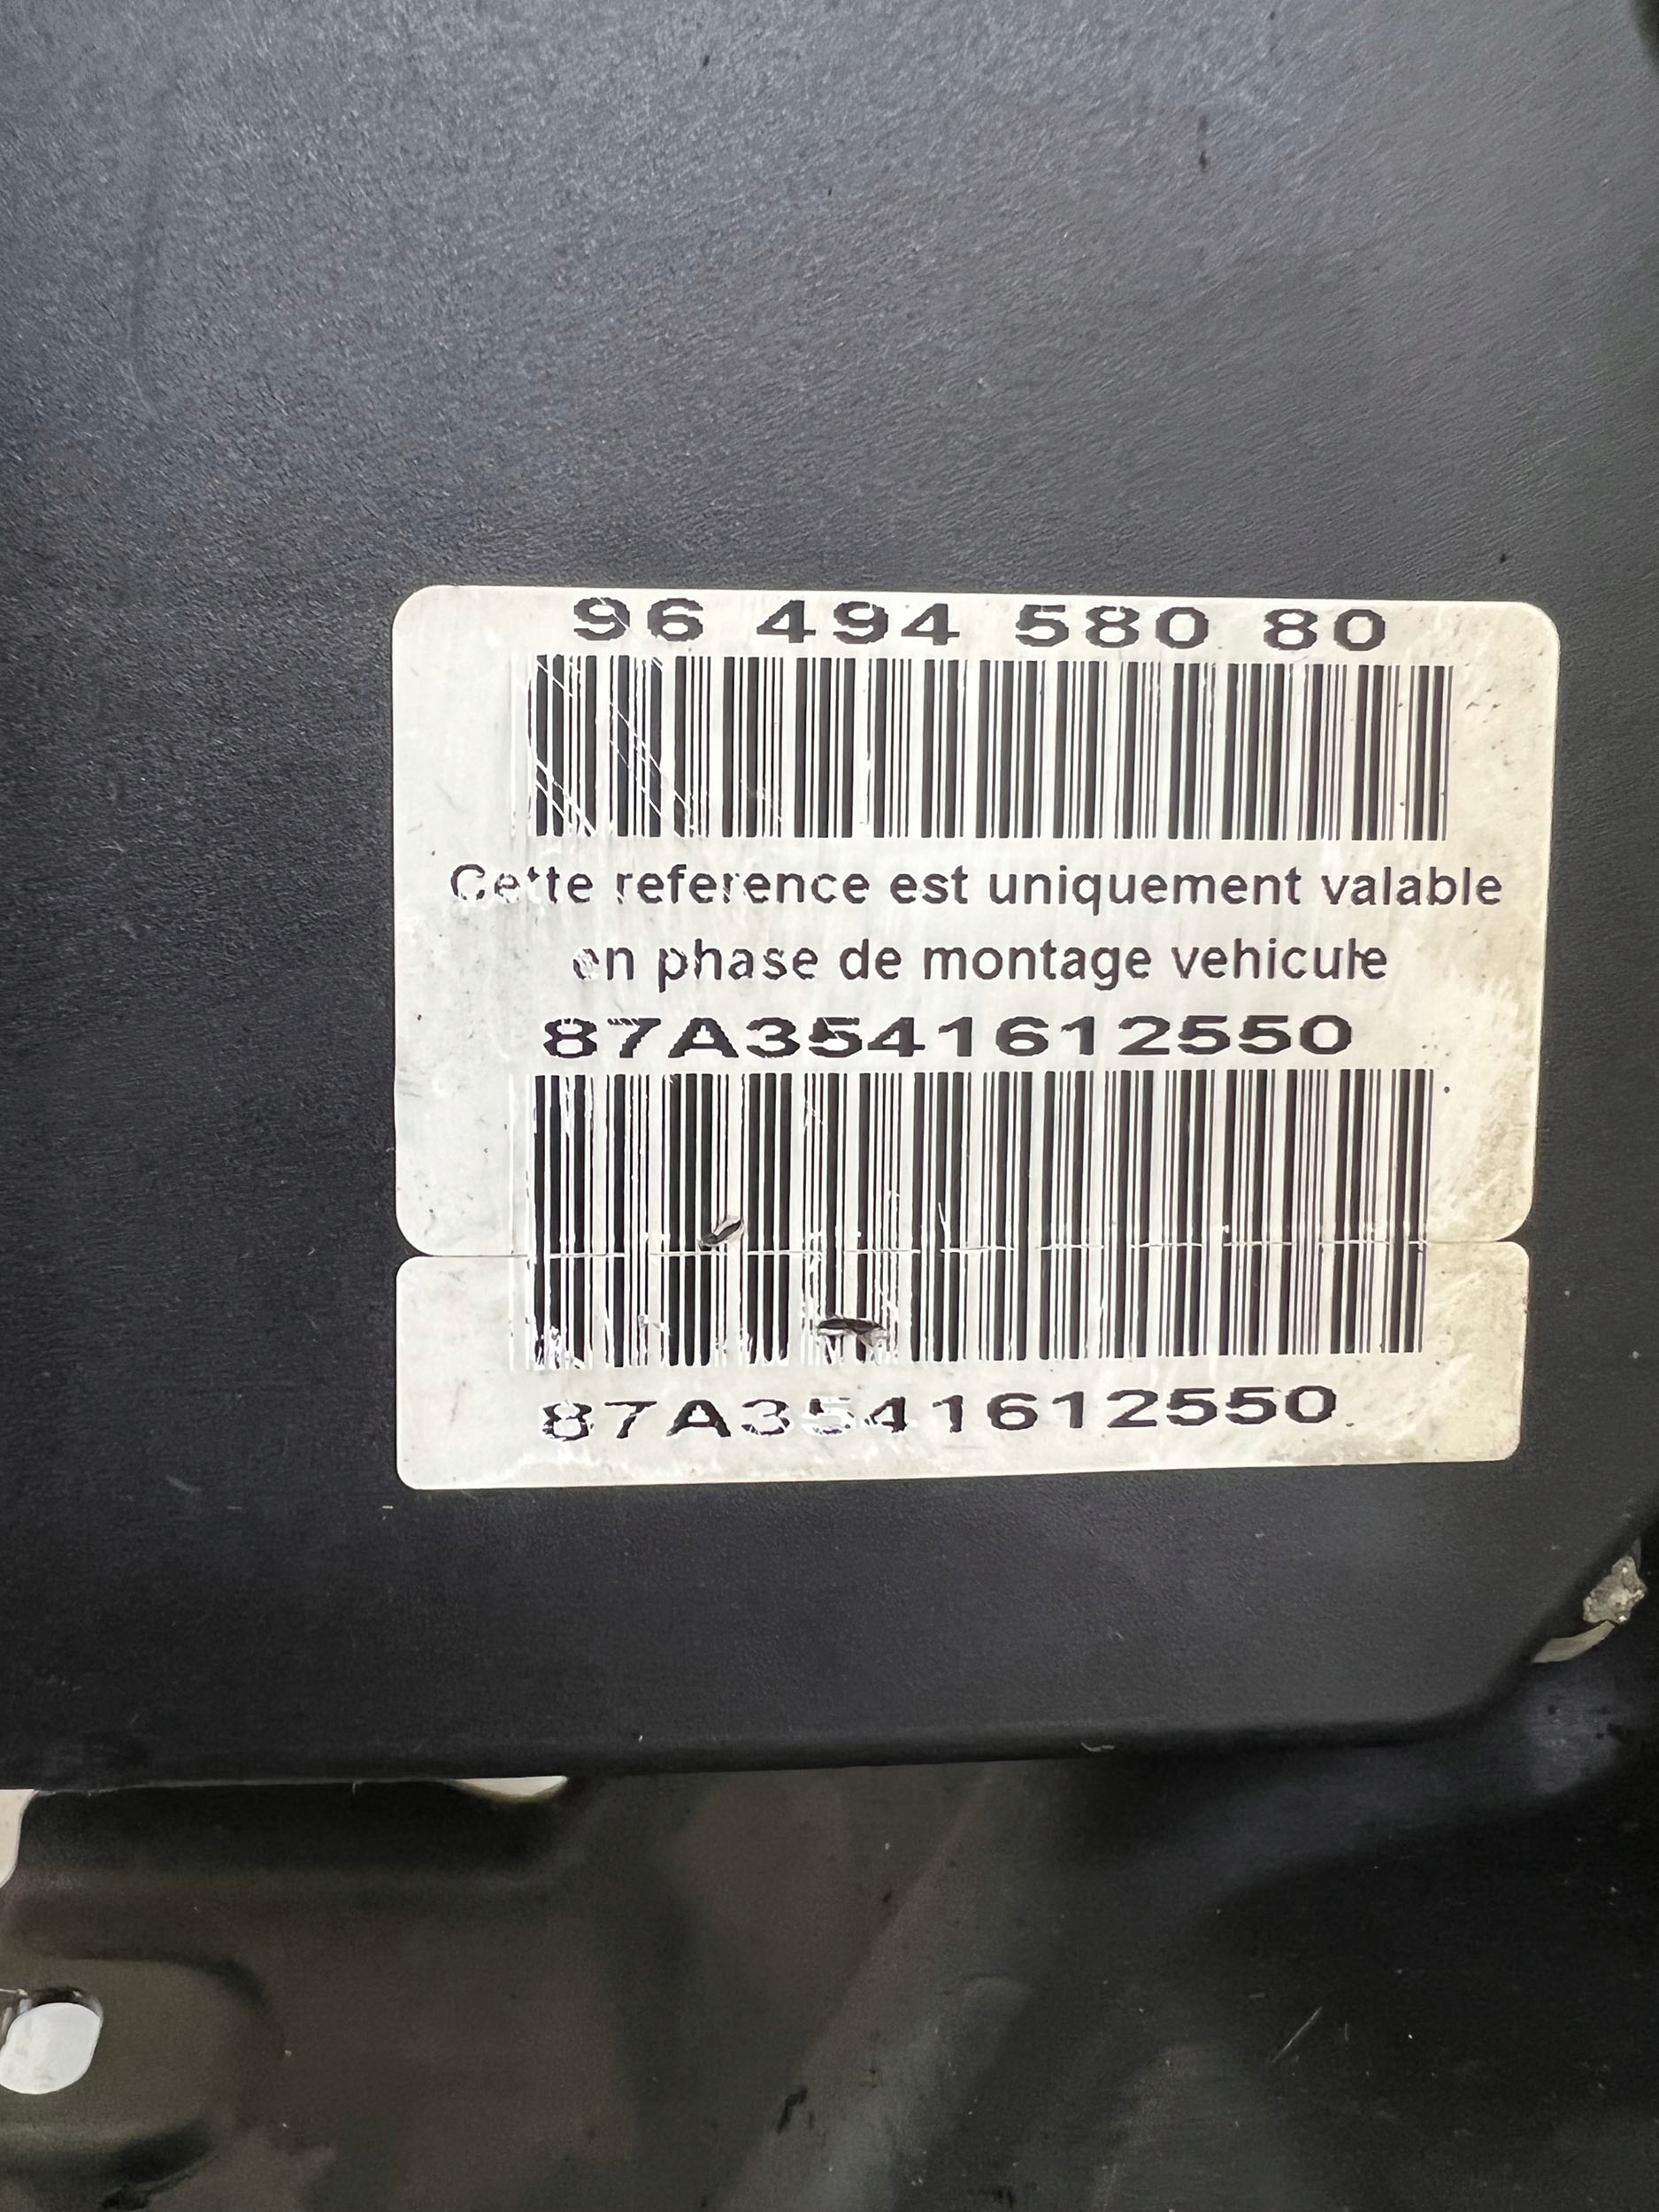 96 494 580 80
Cette reference est uniquement valable
en phase de montage vehicule
87A3541612550
87A3541612550